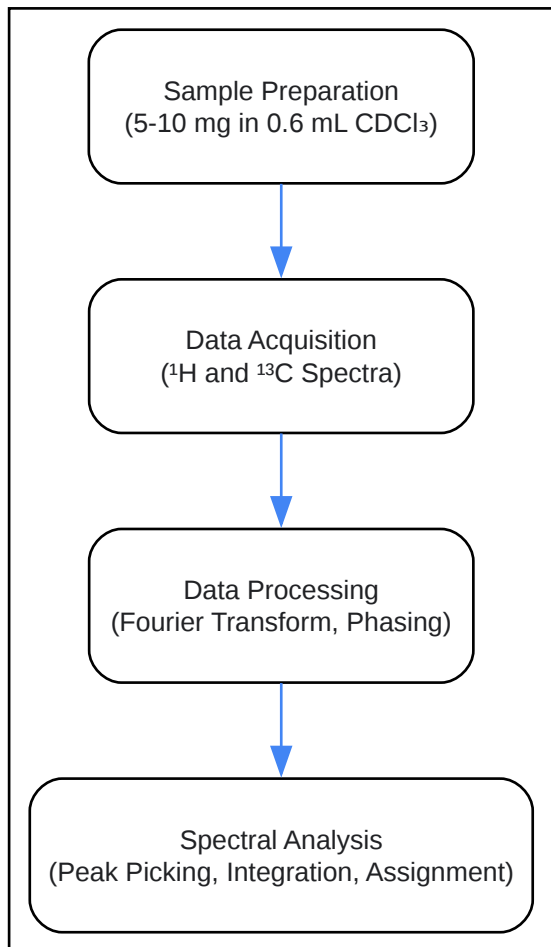 Sample Preparation
(5-10 mg in 0.6 mL CDCl₃)
Data Acquisition
(¹H and ¹³C Spectra)
Data Processing
(Fourier Transform, Phasing)
Spectral Analysis
(Peak Picking, Integration, Assignment)